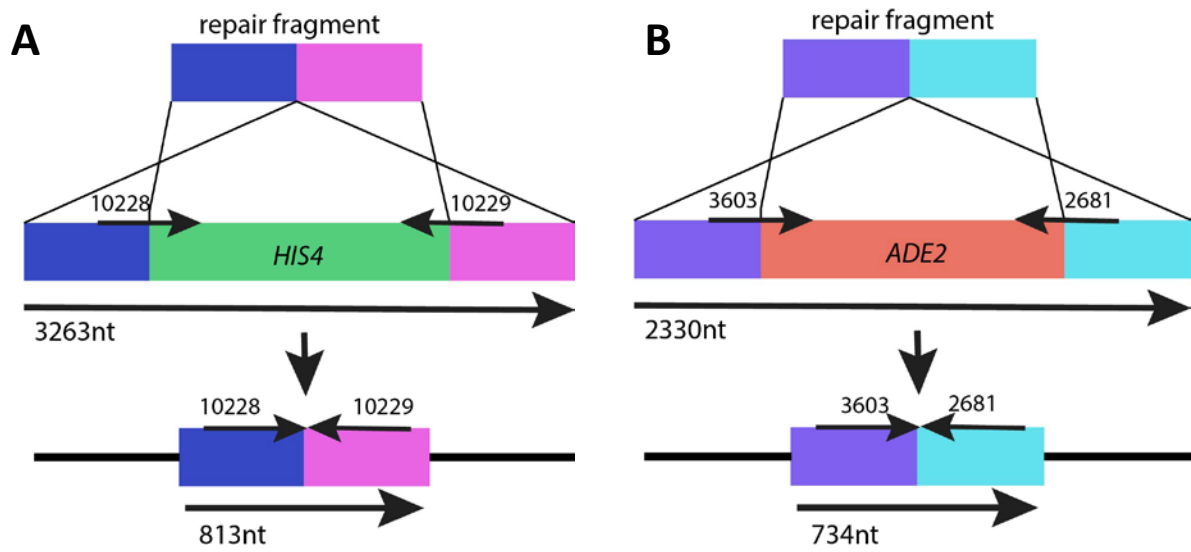 A
repair fragment
10228
10229
HIS4
3263nt
10228
10229
813nt
B
repair fragment
3603
2681
ADE2
2330nt
3603
2681
734nt